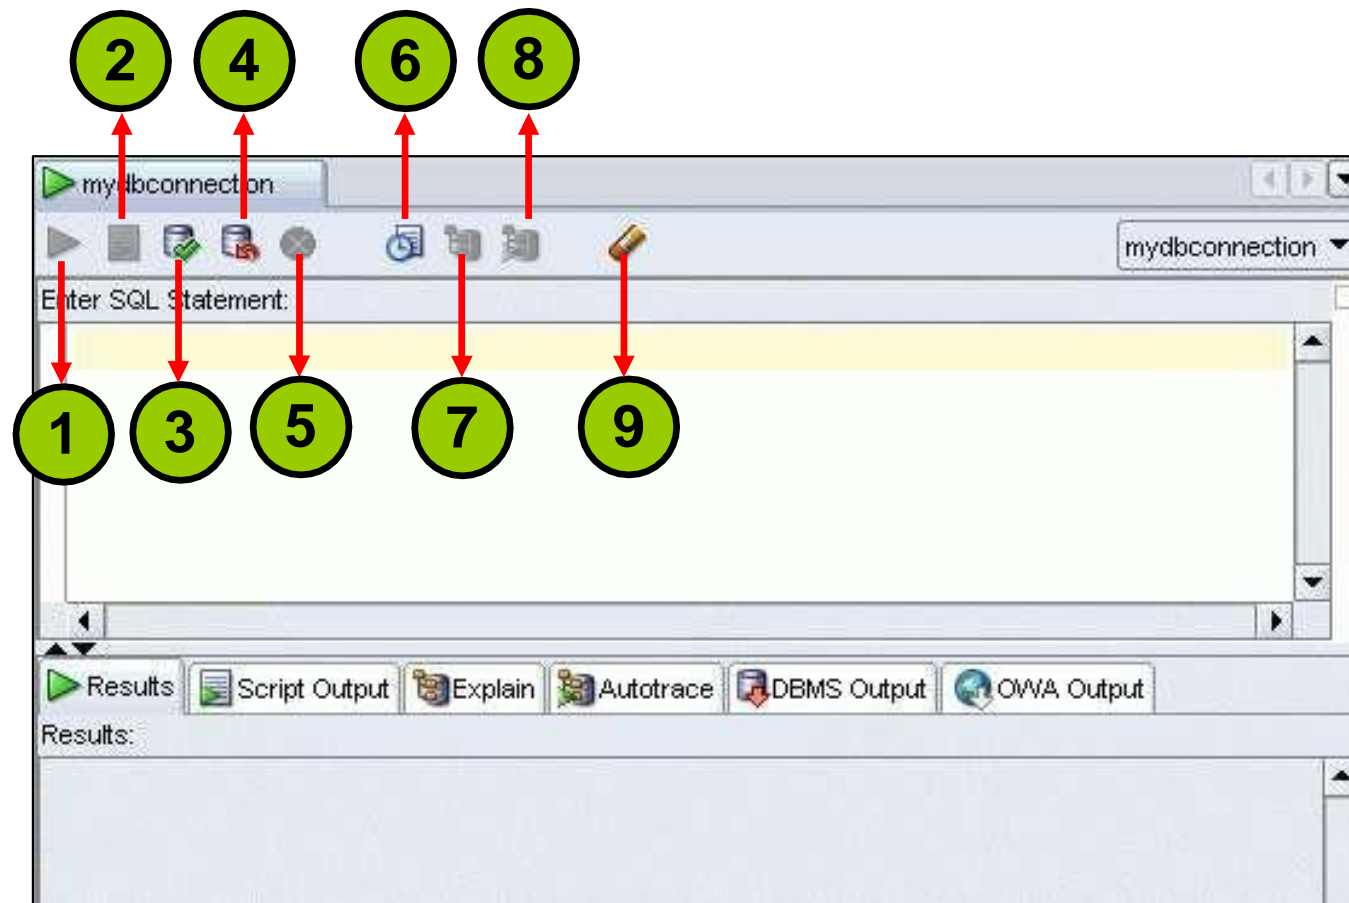 2 4 6 8
mydbconnection
mydbconnection
Enter SQL Statement:
1 3 5 7 9
Results Script Output Explain Autotrace DBMS Output OWA Output
Results: